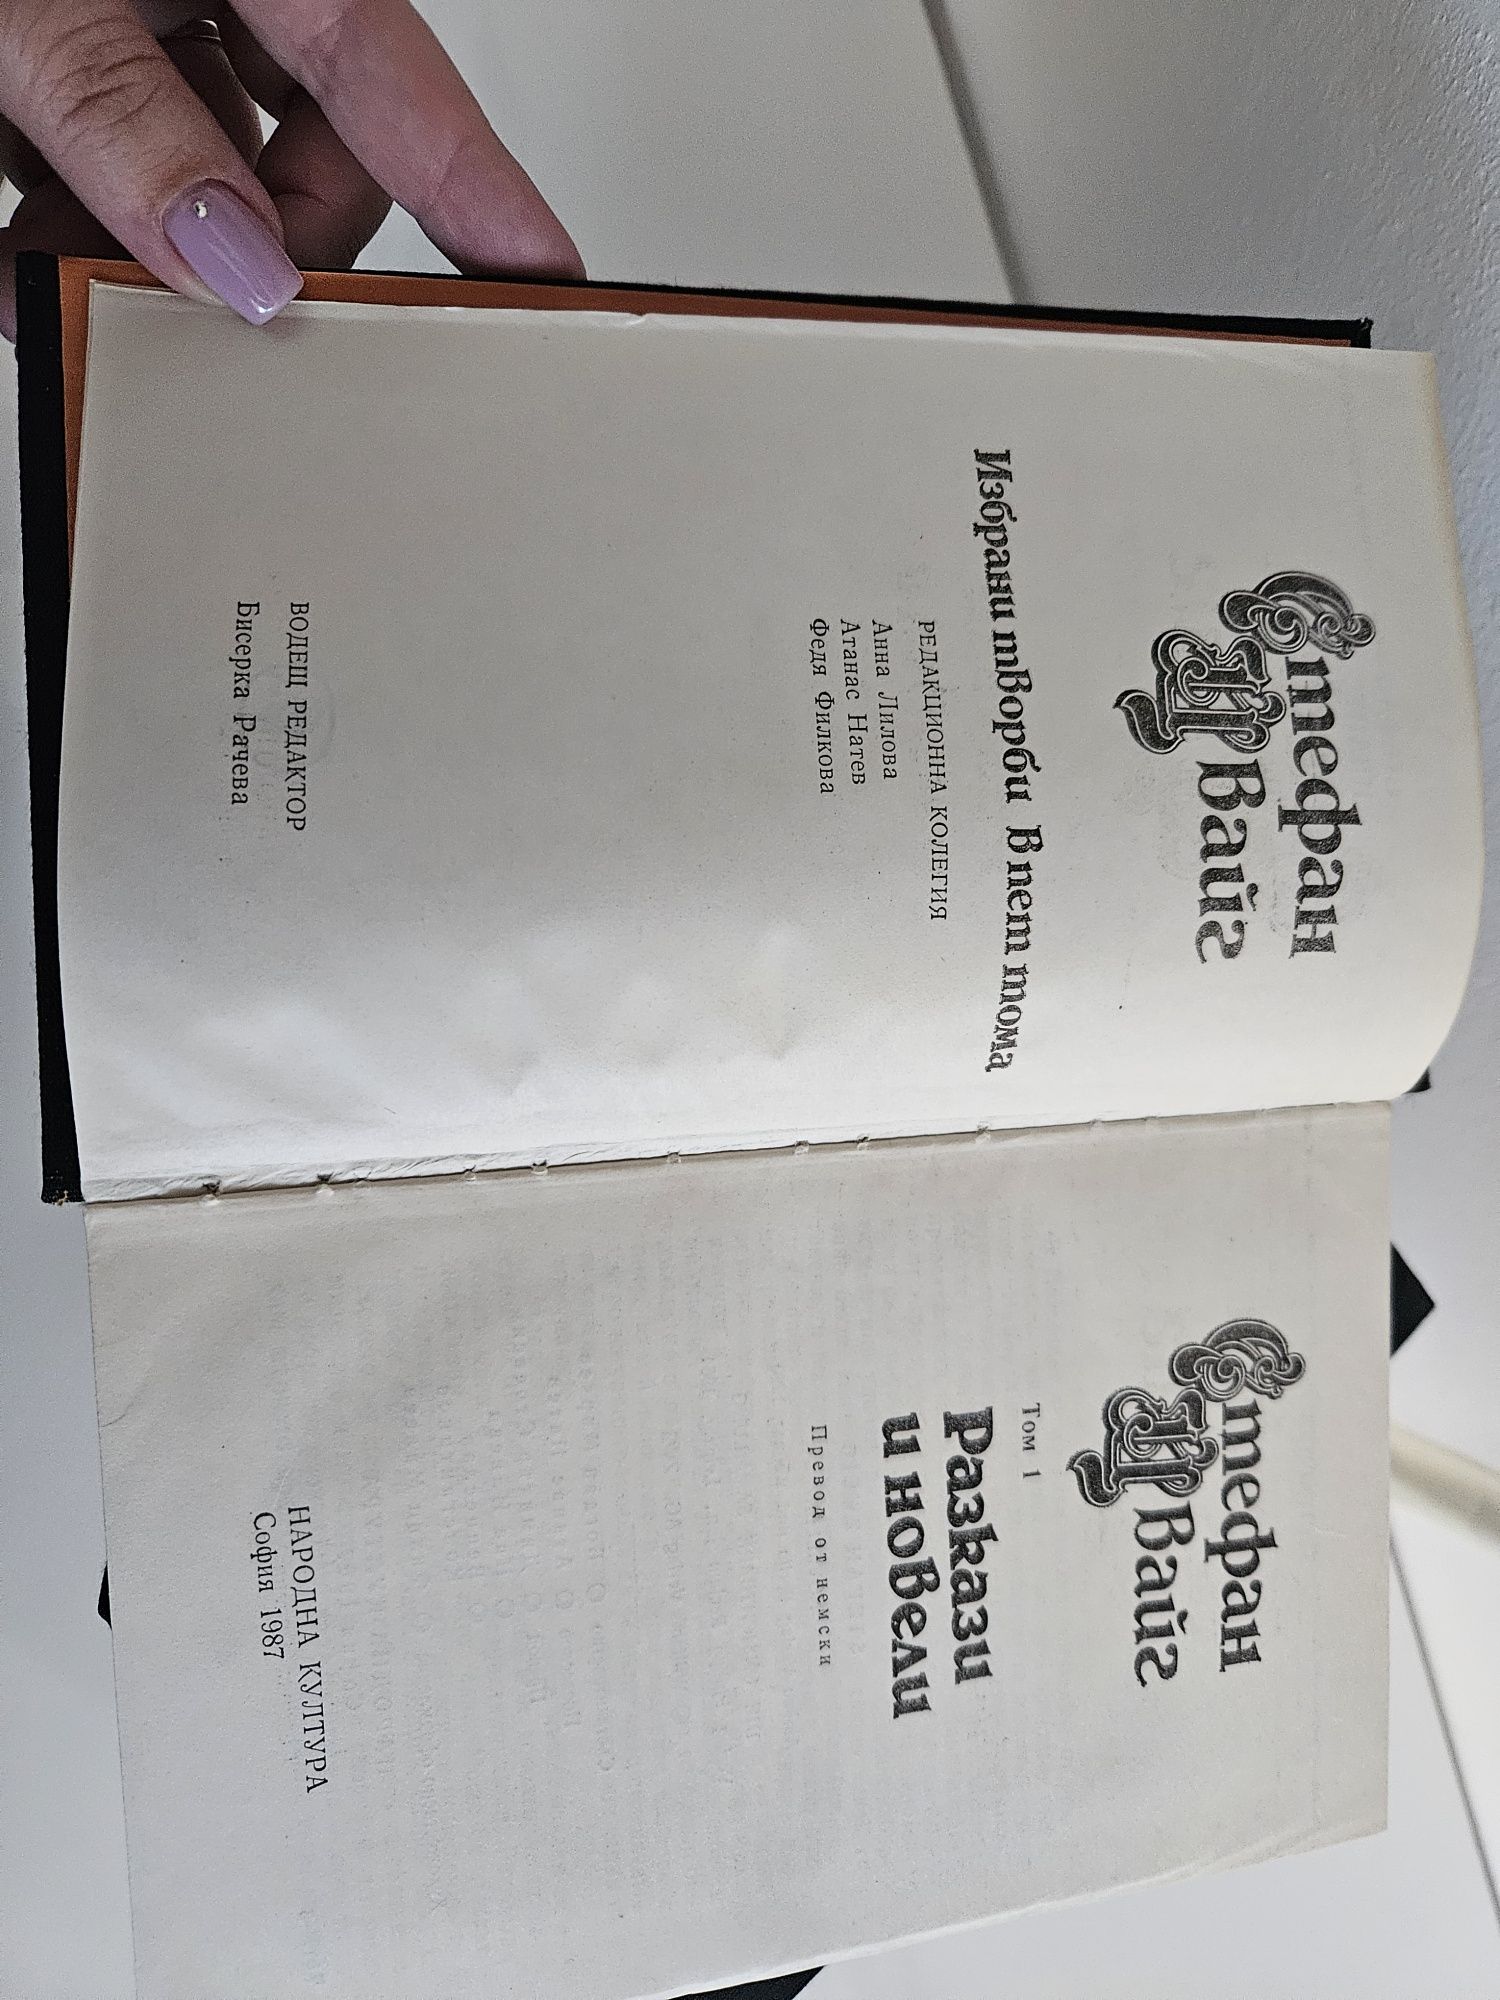 Стефан
Цвайг
Избрани творби в пет тома
РЕДАКЦИОННА КОЛЕГИЯ
Анна Лилова
Атанас Натев
Федя Филкова
ВОДЕЩ РЕДАКТОР
Бисерка Рачева
Стефан
Цвайг
Том 1
Разкази
и новели
Превод от немски
НАРОДНА КУЛТУРА
София 1987